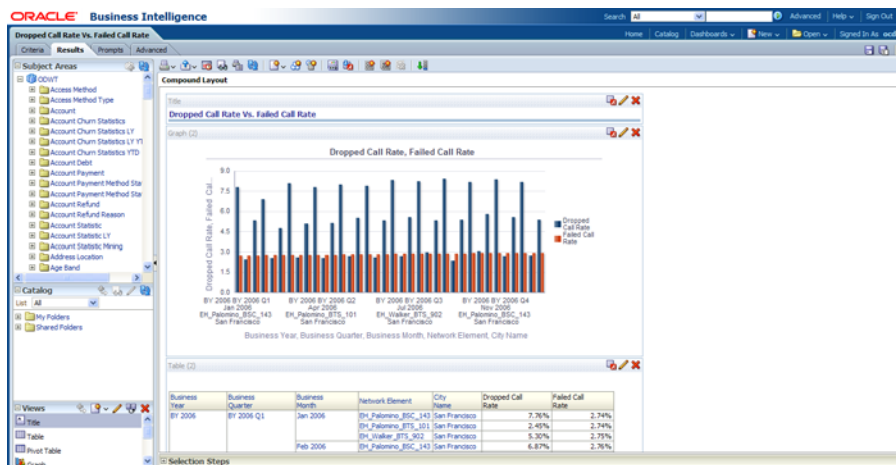 ORACLE Business Intelligence
Search All Advanced Help Sign Out
Dropped Call Rate Vs. Failed Call Rate
Home Catalog Dashboards New Open Signed In As ocd
Criteria Results Prompts Advanced
Subject Areas
ODWT
Access Method
Access Method Type
Account
Account Churn Statistics
Account Churn Statistics LY
Account Churn Statistics LY YT
Account Churn Statistics YTD
Account Debt
Account Payment
Account Payment Method Sta
Account Payment Method Stat
Account Refund
Account Refund Reason
Account Statistic
Account Statistic LY
Account Statistic Mining
Address Location
Age Band
Catalog
List All
My Folders
Shared Folders
Views
Title
Table
Pivot Table
Graph
Compound Layout
Title
Dropped Call Rate Vs. Failed Call Rate
Graph (2)
Dropped Call Rate, Failled Call Rate
Dropped Call Rate, Failed Cal...
9.0
7.5
6.0
4.5
3.0
1.5
0.0
Dropped Call Rate
Failed Call Rate
BY 2006 BY 2006 Q1 BY 2006 BY 2006 Q2 BY 2006 BY 2006 Q3 BY 2006 BY 2006 Q4
Jan 2006 Apr 2006 Jul 2006 Nov 2006
EH_Palomino_BSC_143 EH_Palomino_BTS_101 EH_Walker_BTS_902 EH_Palomino_BSC_143
San Francisco San Francisco San Francisco San Francisco
Business Year, Business Quarter, Business Month, Network Element, City Name
Table (2)
Business Year Business Quarter Business Month Network Element City Name Dropped Call Rate Failed Call Rate
BY 2006 BY 2006 Q1 Jan 2006 EH_Palomino_BSC_143 San Francisco 7.76% 2.74%
EH_Palomino_BTS_101 San Francisco 2.45% 2.74%
EH_Walker_BTS_902 San Francisco 5.30% 2.75%
Feb 2006 EH_Palomino_BSC_143 San Francisco 6.87% 2.76%
Selection Steps